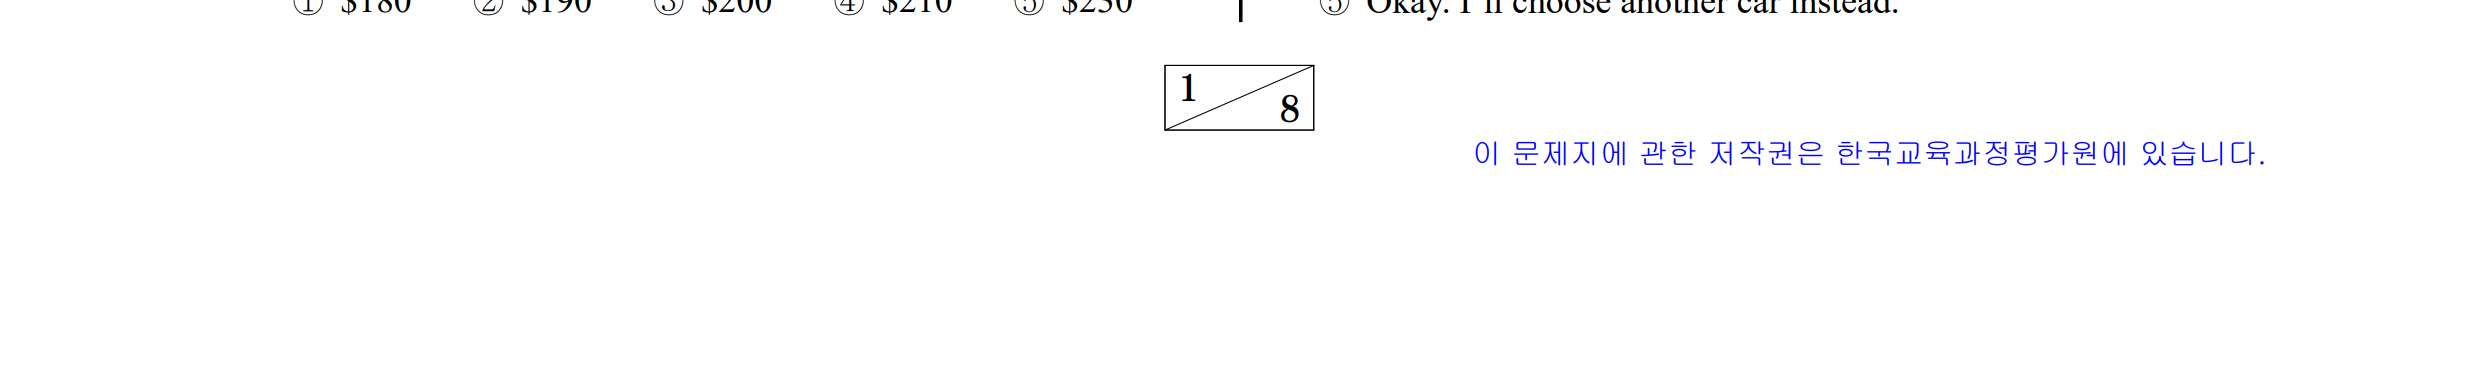 ① $180 ② $190 ③ $200 ④ $210 ⑤ $230
⑤ Okay. I'll choose another car instead.
1
8
이 문제지에 관한 저작권은 한국교육과정평가원에 있습니다.